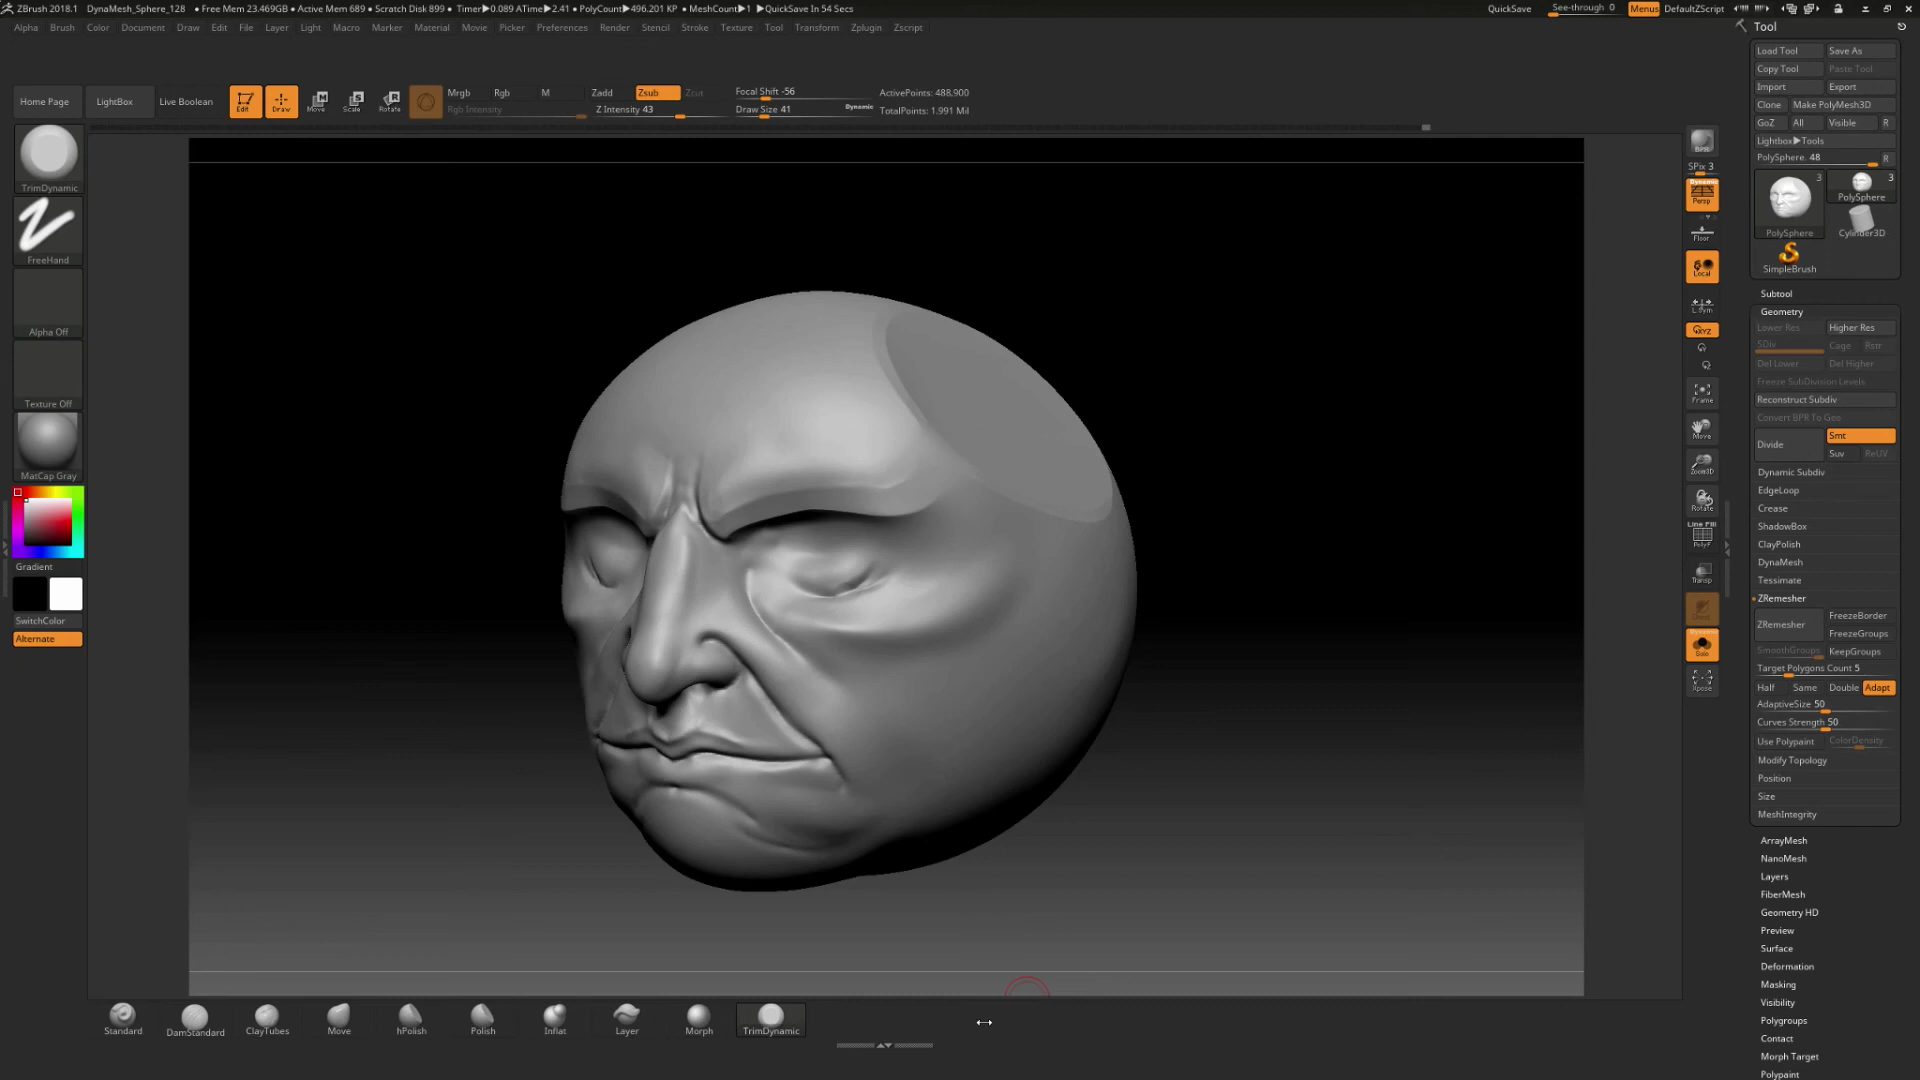 ZBrush 2018.1 DynaMesh_Sphere_128 • Free Mem 23.469GB • Active Mem 689 • Scratch Disk 899 • Timer▶0.089 ATime▶2.41 • PolyCount▶496.201 KP • MeshCount▶1 ▶QuickSave In 54 Secs QuickSave See-through 0 Menus DefaultZScript
Alpha Brush Color Document Draw Edit File Layer Light Macro Marker Material Movie Picker Preferences Render Stencil Stroke Texture Tool Transform Zplugin Zscript
Home Page LightBox Live Boolean Edit Draw Move Scale Rotate
Mrgb Rgb M Zadd Zsub Zcut Focal Shift -56 ActivePoints: 488,900
Rgb Intensity Z Intensity 43 Draw Size 41 Dynamic TotalPoints: 1.991 Mil
TrimDynamic
FreeHand
Alpha Off
Texture Off
MatCap Gray
Gradient
SwitchColor
Alternate
BPR
SPix 3
Dynamic
Persp
Floor
Local
L.Sym
XYZ
Frame
Move
Zoom3D
Rotate
Line Fill
PolyF
Transp
Solo
Xpose
Tool
Load Tool Save As
Copy Tool Paste Tool
Import Export
Clone Make PolyMesh3D
GoZ All Visible R
Lightbox▶Tools
PolySphere. 48 R
3 3
PolySphere
PolySphere Cylinder3D
SimpleBrush
Subtool
Geometry
Lower Res Higher Res
SDiv Cage Rstr
Del Lower Del Higher
Freeze SubDivision Levels
Reconstruct Subdiv
Convert BPR To Geo
Divide Smt
Suv ReUV
Dynamic Subdiv
EdgeLoop
Crease
ShadowBox
ClayPolish
DynaMesh
Tessimate
ZRemesher
ZRemesher FreezeBorder
FreezeGroups
SmoothGroups KeepGroups
Target Polygons Count 5
Half Same Double Adapt
AdaptiveSize 50
Curves Strength 50
Use Polypaint ColorDensity
Modify Topology
Position
Size
MeshIntegrity
ArrayMesh
NanoMesh
Layers
FiberMesh
Geometry HD
Preview
Surface
Deformation
Masking
Visibility
Polygroups
Contact
Morph Target
Polypaint
Standard DamStandard ClayTubes Move hPolish Polish Inflat Layer Morph TrimDynamic